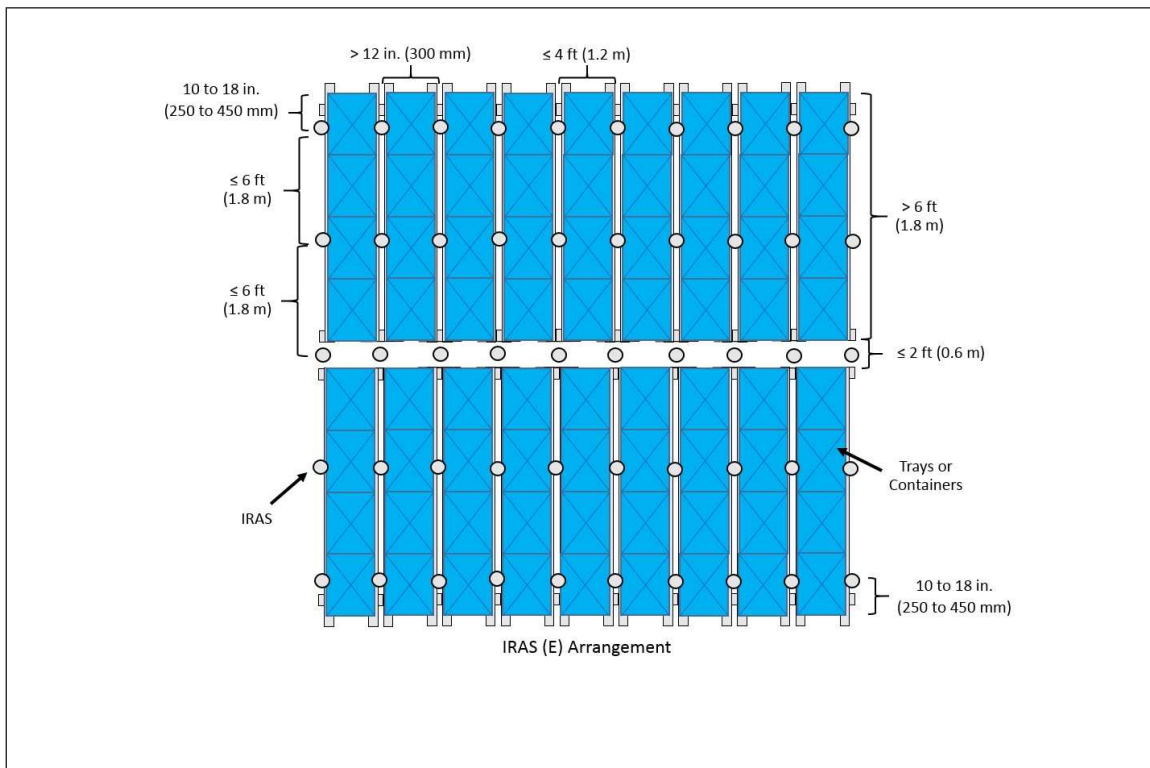 > 12 in. (300 mm)
≤ 4 ft (1.2 m)
10 to 18 in.
(250 to 450 mm)
≤ 6 ft
(1.8 m)
> 6 ft
(1.8 m)
≤ 6 ft
(1.8 m)
≤ 2 ft (0.6 m)
Trays or
Containers
IRAS
10 to 18 in.
(250 to 450 mm)
IRAS (E) Arrangement